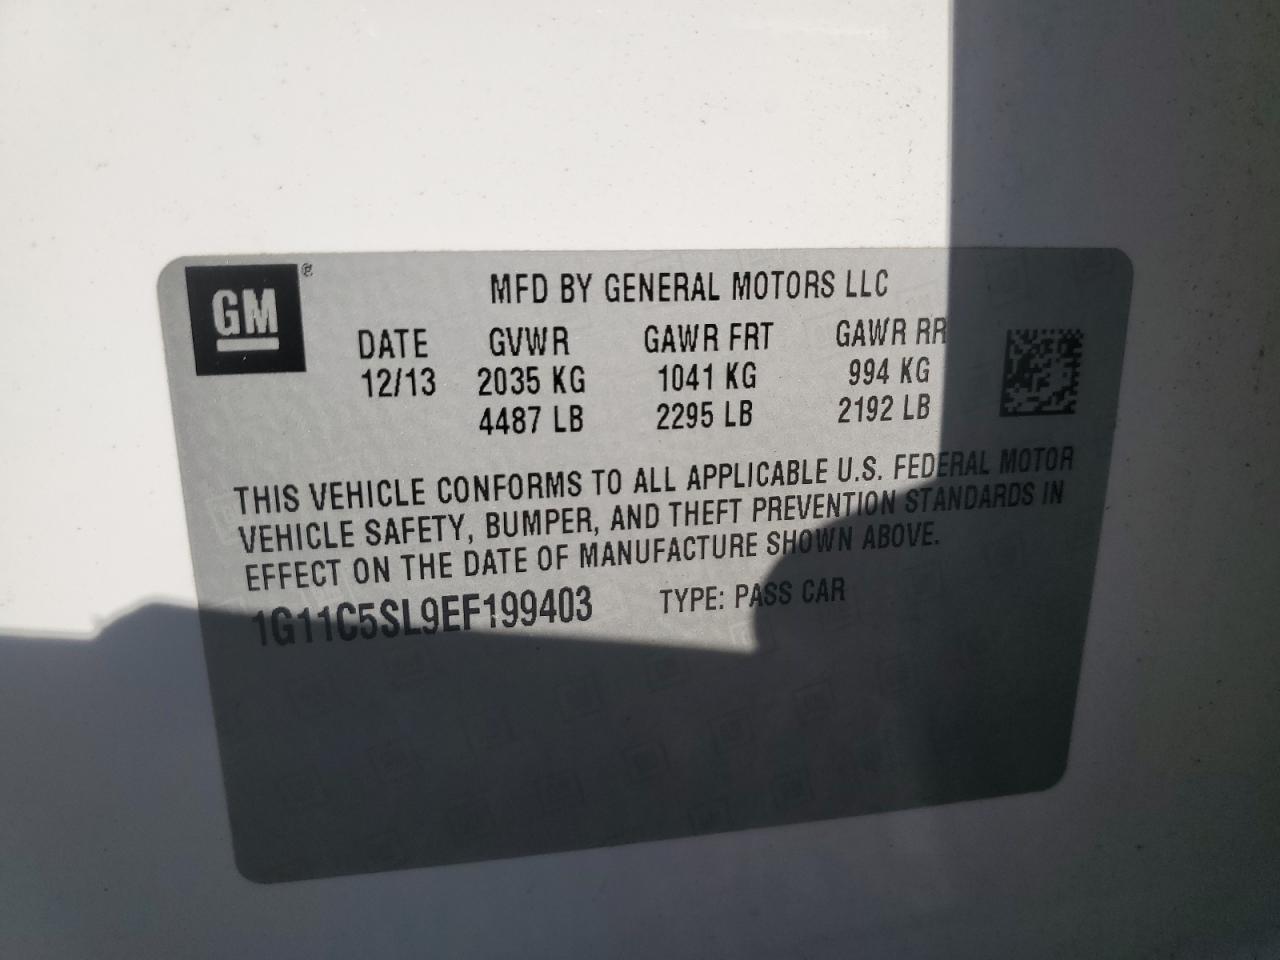 GM®
MFD BY GENERAL MOTORS LLC
DATE GVWR GAWR FRT GAWR RR
12/13 2035 KG 1041 KG 994 KG
4487 LB 2295 LB 2192 LB
THIS VEHICLE CONFORMS TO ALL APPLICABLE U.S. FEDERAL MOTOR
VEHICLE SAFETY, BUMPER, AND THEFT PREVENTION STANDARDS IN
EFFECT ON THE DATE OF MANUFACTURE SHOWN ABOVE.
1G11C5SL9EF199403 TYPE: PASS CAR